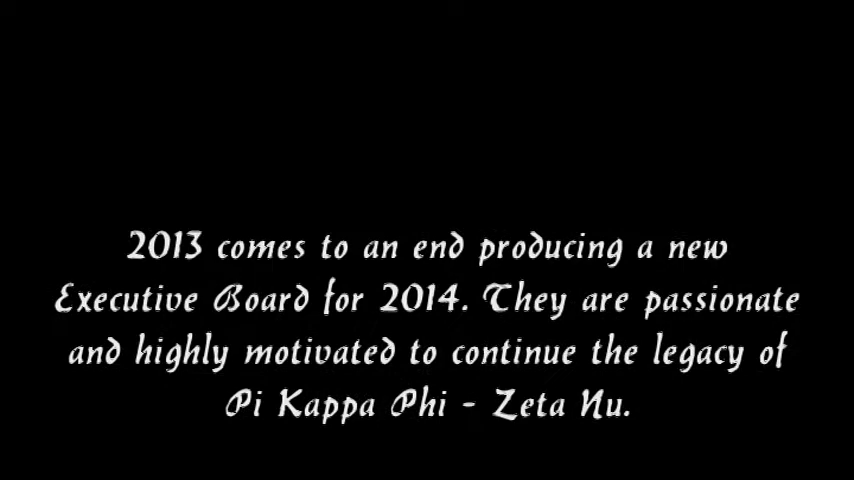 2013 comes to an end producing a new
Executive Board for 2014. They are passionate
and highly motivated to continue the legacy of
Pi Kappa Phi - Zeta Nu.